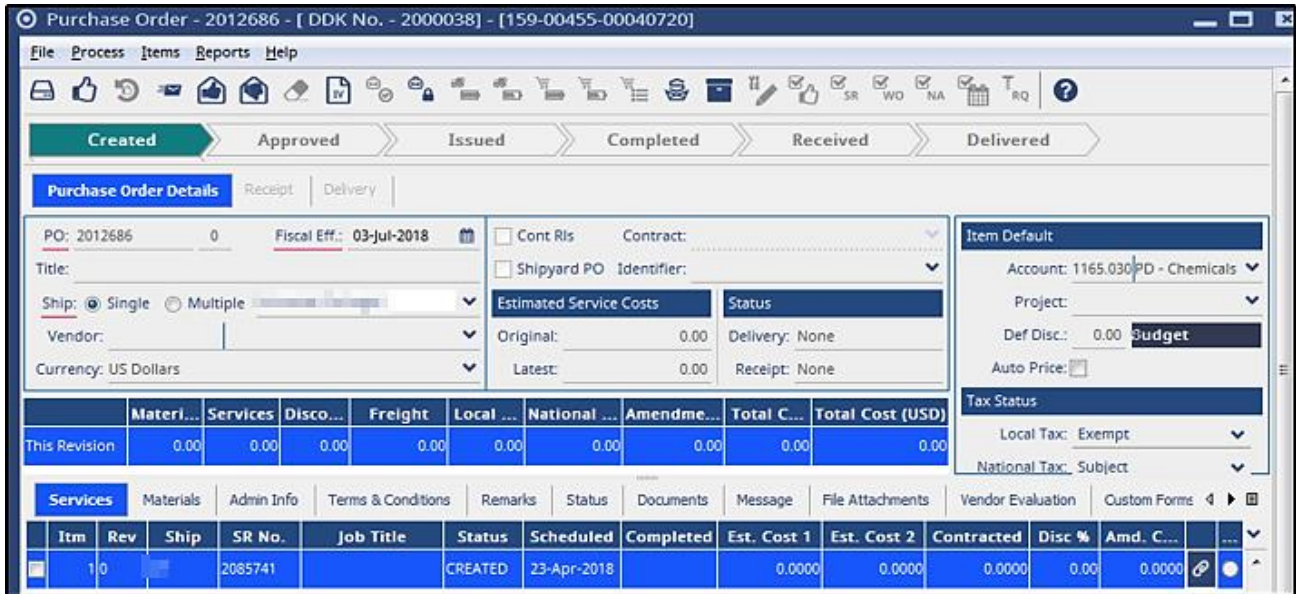 Purchase Order - 2012686 - [ DDK No. - 2000038] - [159-00455-00040720]
File Process Items Reports Help
IV SR WO NA RQ
Created Approved Issued Completed Received Delivered
Purchase Order Details Receipt Delivery
PO: 2012686 0 Fiscal Eff.: 03-Jul-2018 Cont Rls Contract: Item Default
Title: Shipyard PO Identifier: Account: 1165.030 PD - Chemicals
Ship: Single Multiple Estimated Service Costs Status Project:
Vendor: Original: 0.00 Delivery: None Def Disc.: 0.00 Budget
Currency: US Dollars Latest: 0.00 Receipt: None Auto Price:
Materi... Services Disco... Freight Local ... National ... Amendme... Total C... Total Cost (USD) Tax Status
This Revision 0.00 0.00 0.00 0.00 0.00 0.00 0.00 0.00 0.00 Local Tax: Exempt
National Tax: Subject
Services Materials Admin Info Terms & Conditions Remarks Status Documents Message File Attachments Vendor Evaluation Custom Forms
Itm Rev Ship SR No. Job Title Status Scheduled Completed Est. Cost 1 Est. Cost 2 Contracted Disc % Amd. C... ...
1 0 2085741 CREATED 23-Apr-2018 0.0000 0.0000 0.0000 0.00 0.0000